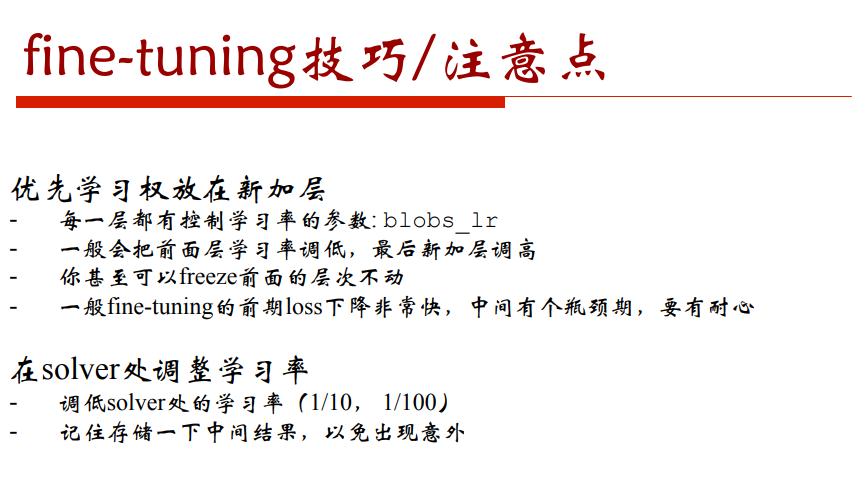 fine-tuning技巧/注意点
优先学习权放在新加层
- 每一层都有控制学习率的参数: blobs_lr
- 一般会把前面层学习率调低，最后新加层调高
- 你甚至可以freeze前面的层次不动
- 一般fine-tuning的前期loss下降非常快，中间有个瓶颈期，要有耐心
在solver处调整学习率
- 调低solver处的学习率（1/10， 1/100）
- 记住存储一下中间结果，以免出现意外